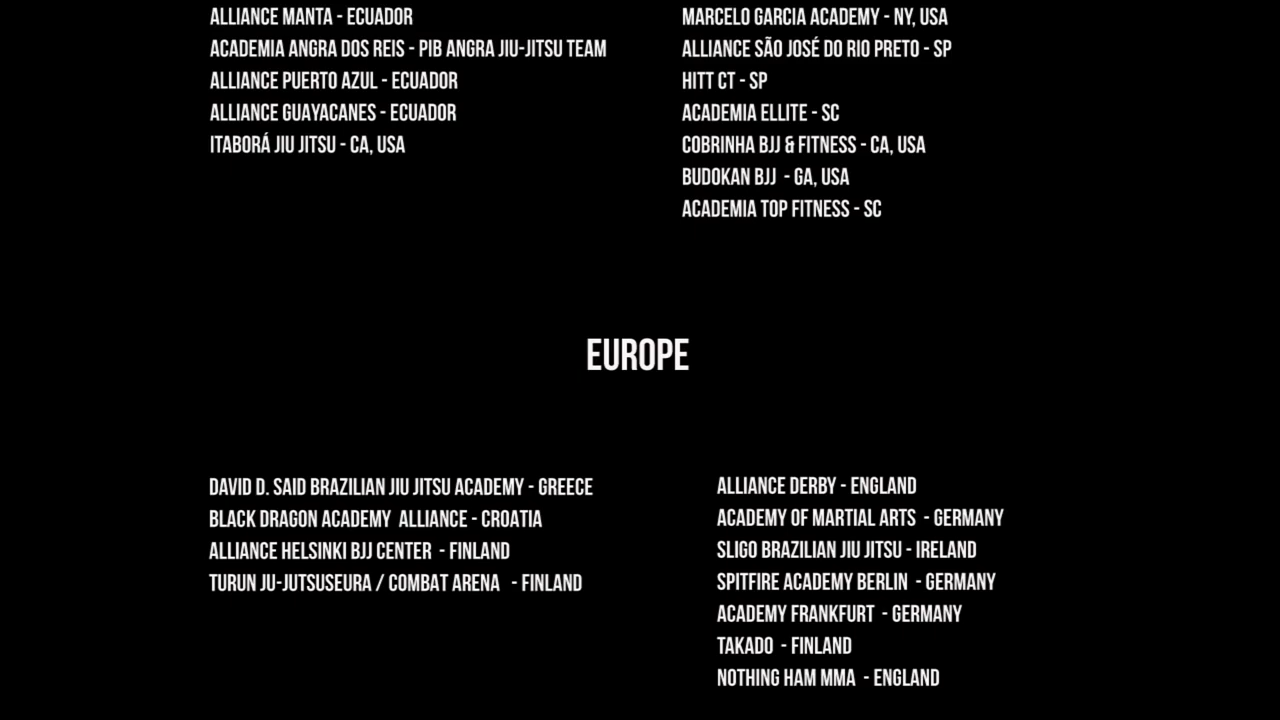 ALLIANCE MANTA - ECUADOR
ACADEMIA ANGRA DOS REIS - PIB ANGRA JIU-JITSU TEAM
ALLIANCE PUERTO AZUL - ECUADOR
ALLIANCE GUAYACANES - ECUADOR
ITABORÁ JIU JITSU - CA, USA
MARCELO GARCIA ACADEMY - NY, USA
ALLIANCE SÃO JOSÉ DO RIO PRETO - SP
HITT CT - SP
ACADEMIA ELLITE - SC
COBRINHA BJJ & FITNESS - CA, USA
BUDOKAN BJJ - GA, USA
ACADEMIA TOP FITNESS - SC
EUROPE
DAVID D. SAID BRAZILIAN JIU JITSU ACADEMY - GREECE
BLACK DRAGON ACADEMY ALLIANCE - CROATIA
ALLIANCE HELSINKI BJJ CENTER - FINLAND
TURUN JU-JUTSUSEURA / COMBAT ARENA - FINLAND
ALLIANCE DERBY - ENGLAND
ACADEMY OF MARTIAL ARTS - GERMANY
SLIGO BRAZILIAN JIU JITSU - IRELAND
SPITFIRE ACADEMY BERLIN - GERMANY
ACADEMY FRANKFURT - GERMANY
TAKADO - FINLAND
NOTHING HAM MMA - ENGLAND